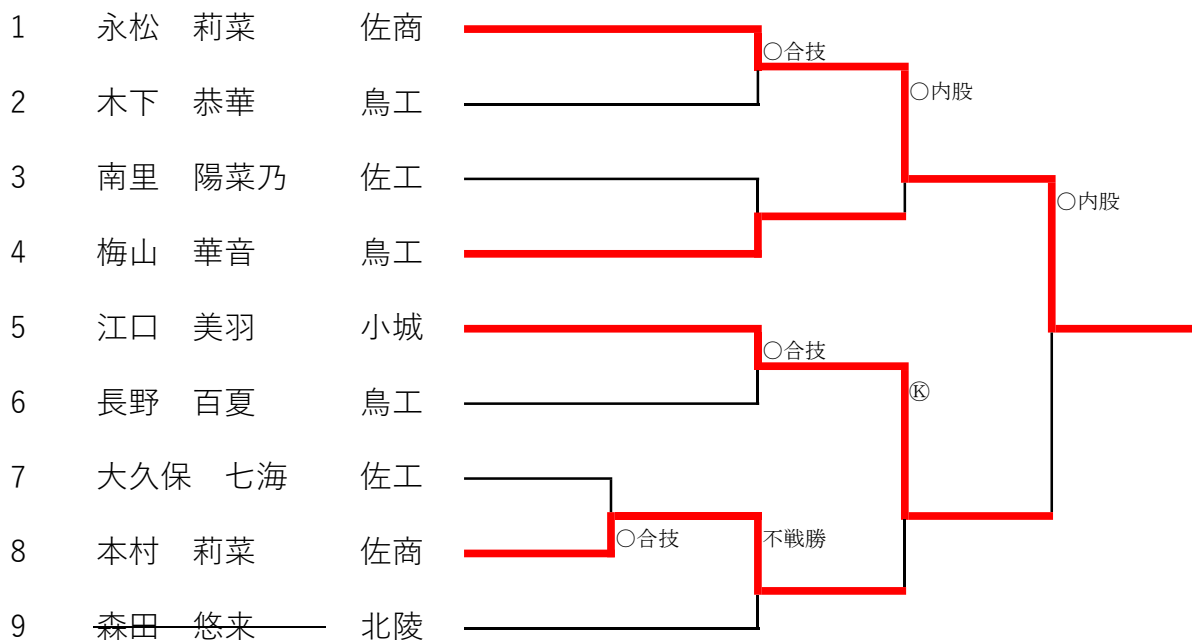 1 永松 莉菜 佐商
○合技
2 木下 恭華 鳥工
○内股
3 南里 陽菜乃 佐工
○内股
4 梅山 華音 鳥工
5 江口 美羽 小城
○合技
6 長野 百夏 鳥工
Ⓚ
7 大久保 七海 佐工
○合技
不戦勝
8 本村 莉菜 佐商
9 森田 悠来 北陵